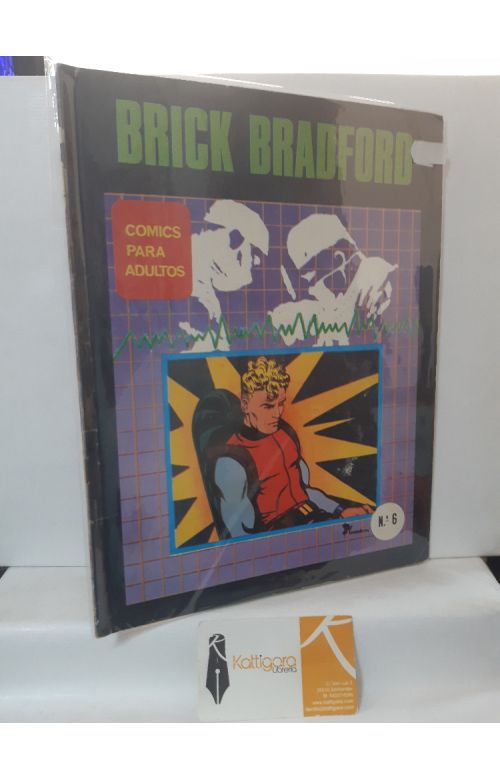 BRICK BRADFORD
COMICS
PARA
ADULTOS
N.º 6
Kattigara
Librería